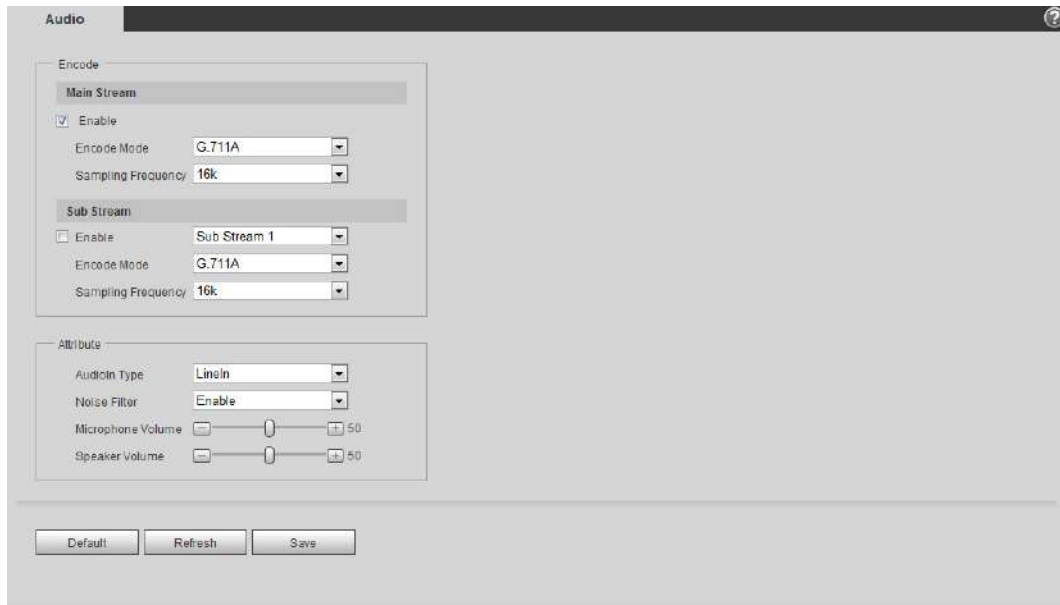 Audio
?
Encode
Main Stream
Enable
Encode Mode G.711A
Sampling Frequency 16k
Sub Stream
Enable Sub Stream 1
Encode Mode G.711A
Sampling Frequency 16k
Attribute
AudioIn Type LineIn
Noise Filter Enable
Microphone Volume 50
Speaker Volume 50
Default Refresh Save